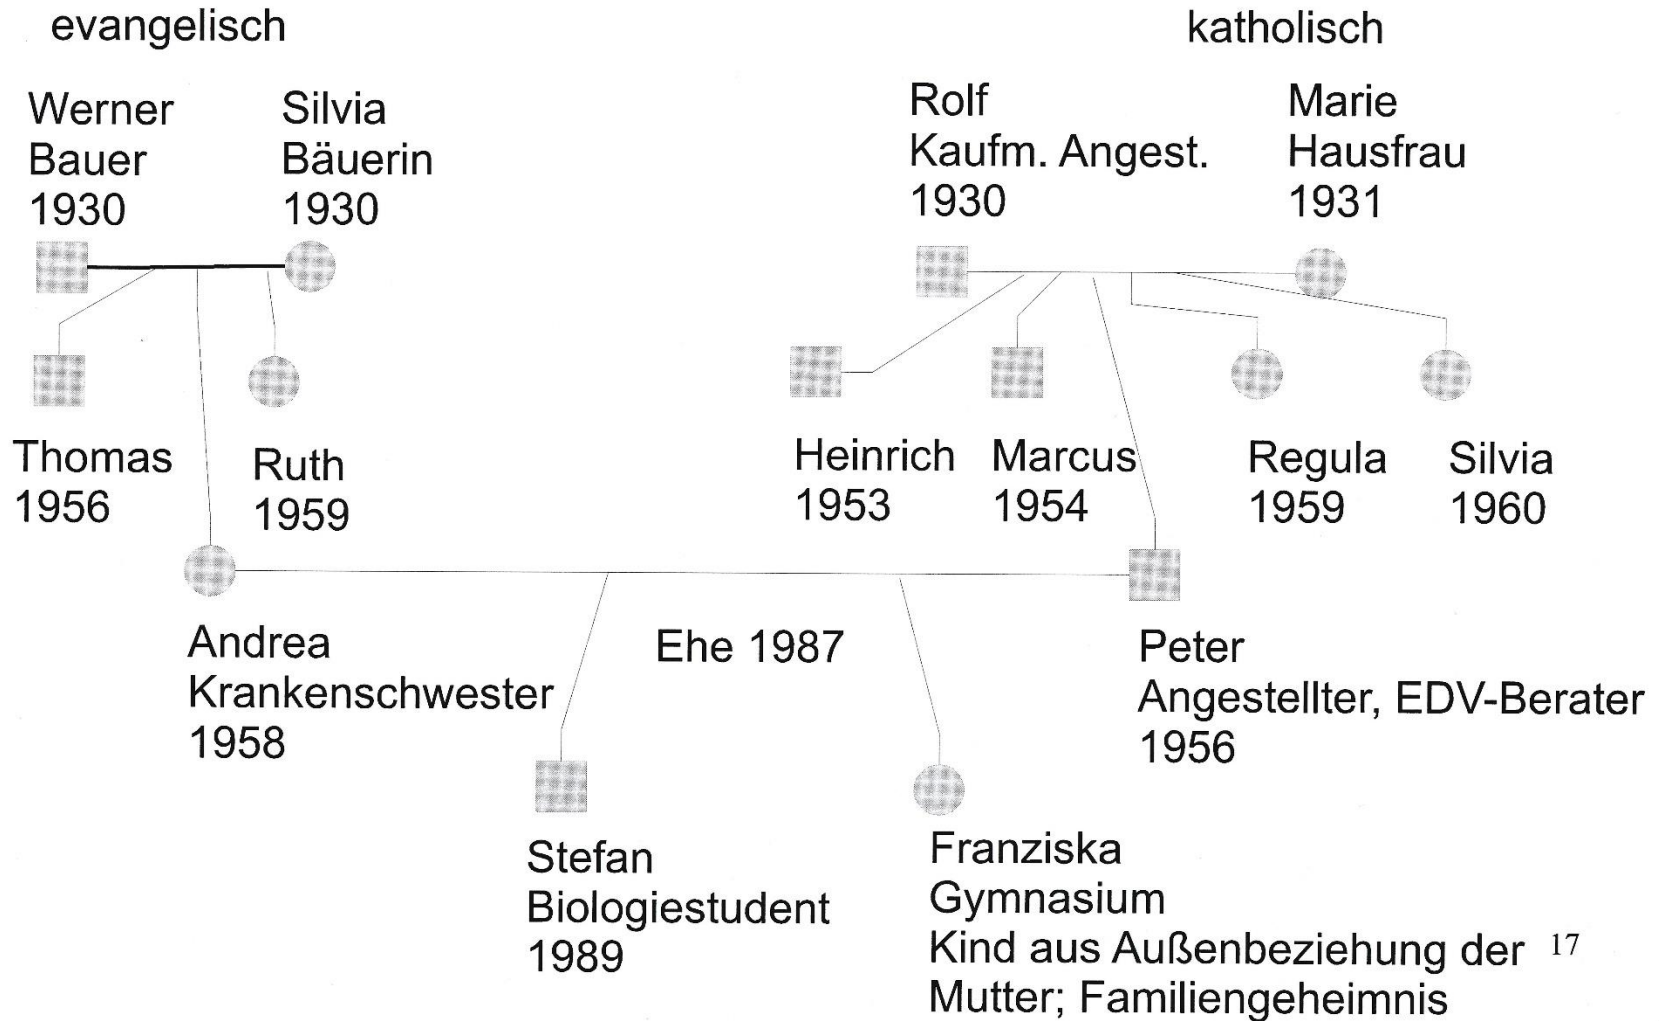 evangelisch
katholisch
Werner
Bauer
1930
Silvia
Bäuerin
1930
Rolf
Kaufm. Angest.
1930
Marie
Hausfrau
1931
Thomas
1956
Ruth
1959
Heinrich
1953
Marcus
1954
Regula
1959
Silvia
1960
Andrea
Krankenschwester
1958
Ehe 1987
Peter
Angestellter, EDV-Berater
1956
Stefan
Biologiestudent
1989
Franziska
Gymnasium
Kind aus Außenbeziehung der
Mutter; Familiengeheimnis
17